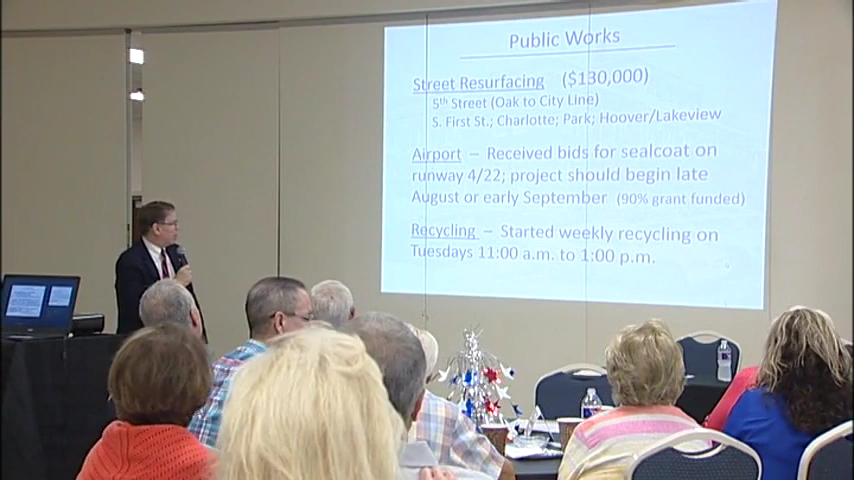 Public Works
Street Resurfacing ($130,000)
5th Street (Oak to City Line)
S. First St.; Charlotte; Park; Hoover/Lakeview
Airport – Received bids for sealcoat on
runway 4/22; project should begin late
August or early September (90% grant funded)
Recycling – Started weekly recycling on
Tuesdays 11:00 a.m. to 1:00 p.m.